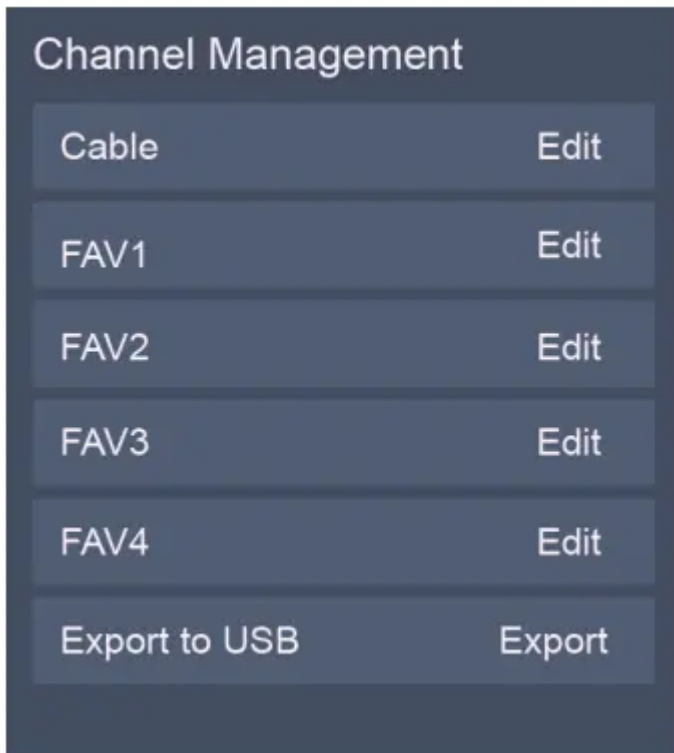 Channel Management
Cable Edit
FAV1 Edit
FAV2 Edit
FAV3 Edit
FAV4 Edit
Export to USB Export